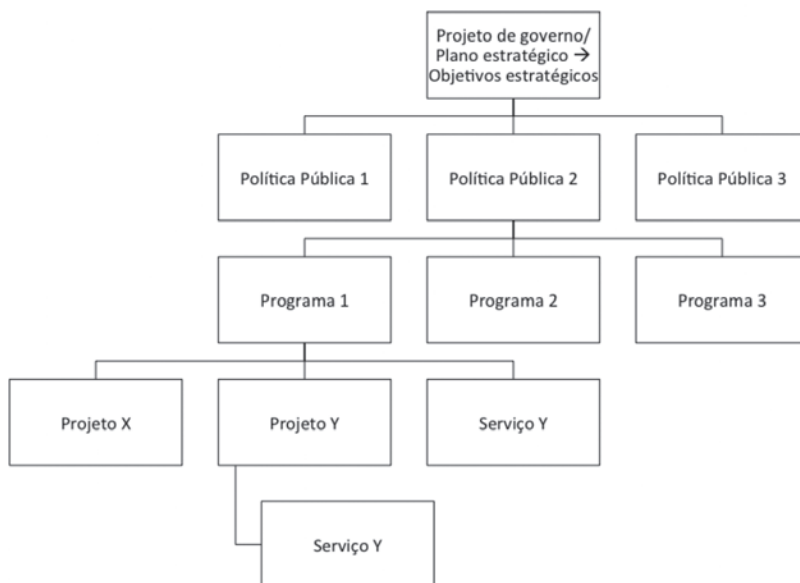 Projeto de governo/
Plano estratégico →
Objetivos estratégicos
Política Pública 1
Política Pública 2
Política Pública 3
Programa 1
Programa 2
Programa 3
Projeto X
Projeto Y
Serviço Y
Serviço Y